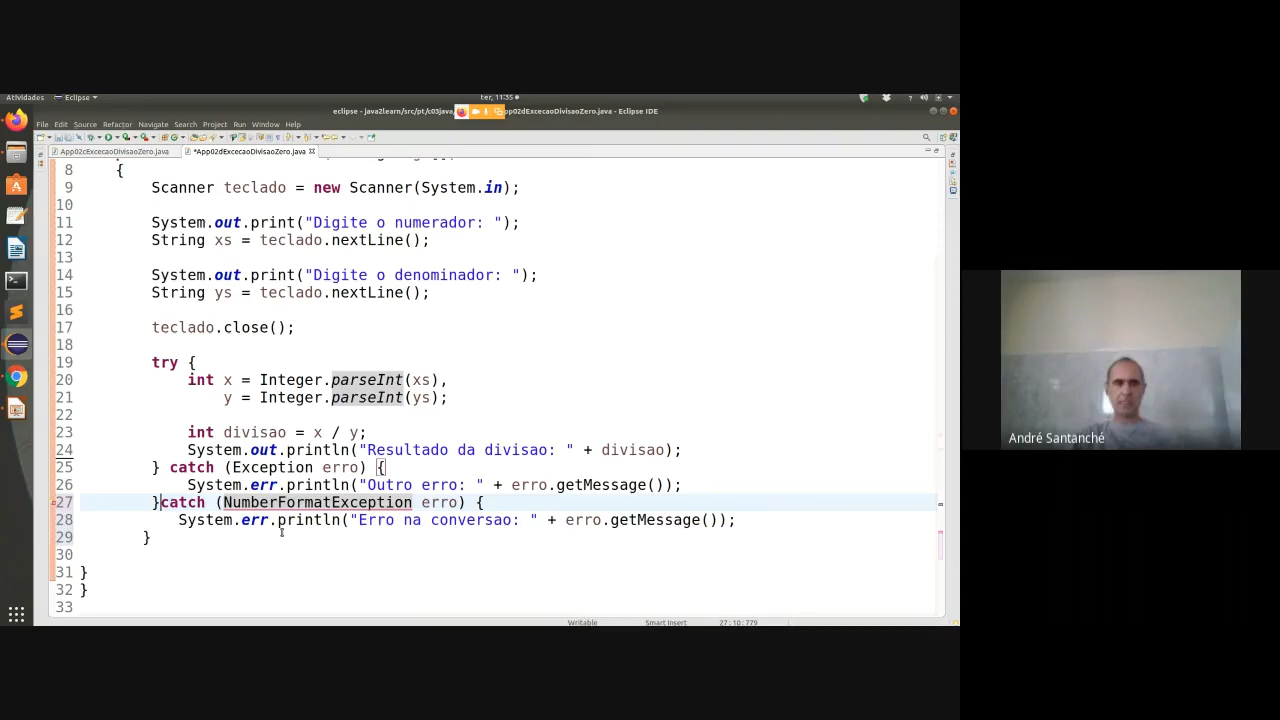 Atividades Eclipse ter, 11:35
eclipse - java2learn/src/pt/c03java pp02dExcecaoDivisaoZero.java - Eclipse IDE
File Edit Source Refactor Navigate Search Project Run Window Help
App02cExcecaoDivisaoZero.java *App02dExcecaoDivisaoZero.java
8 {
9 Scanner teclado = new Scanner(System.in);
10
11 System.out.print("Digite o numerador: ");
12 String xs = teclado.nextLine();
13
14 System.out.print("Digite o denominador: ");
15 String ys = teclado.nextLine();
16
17 teclado.close();
18
19 try {
20 int x = Integer.parseInt(xs),
21 y = Integer.parseInt(ys);
22
23 int divisao = x / y;
24 System.out.println("Resultado da divisao: " + divisao);
25 } catch (Exception erro) {
26 System.err.println("Outro erro: " + erro.getMessage());
27 }catch (NumberFormatException erro) {
28 System.err.println("Erro na conversao: " + erro.getMessage());
29 }
30
31 }
32 }
33
Writable Smart Insert 27:10:779
André Santanchè